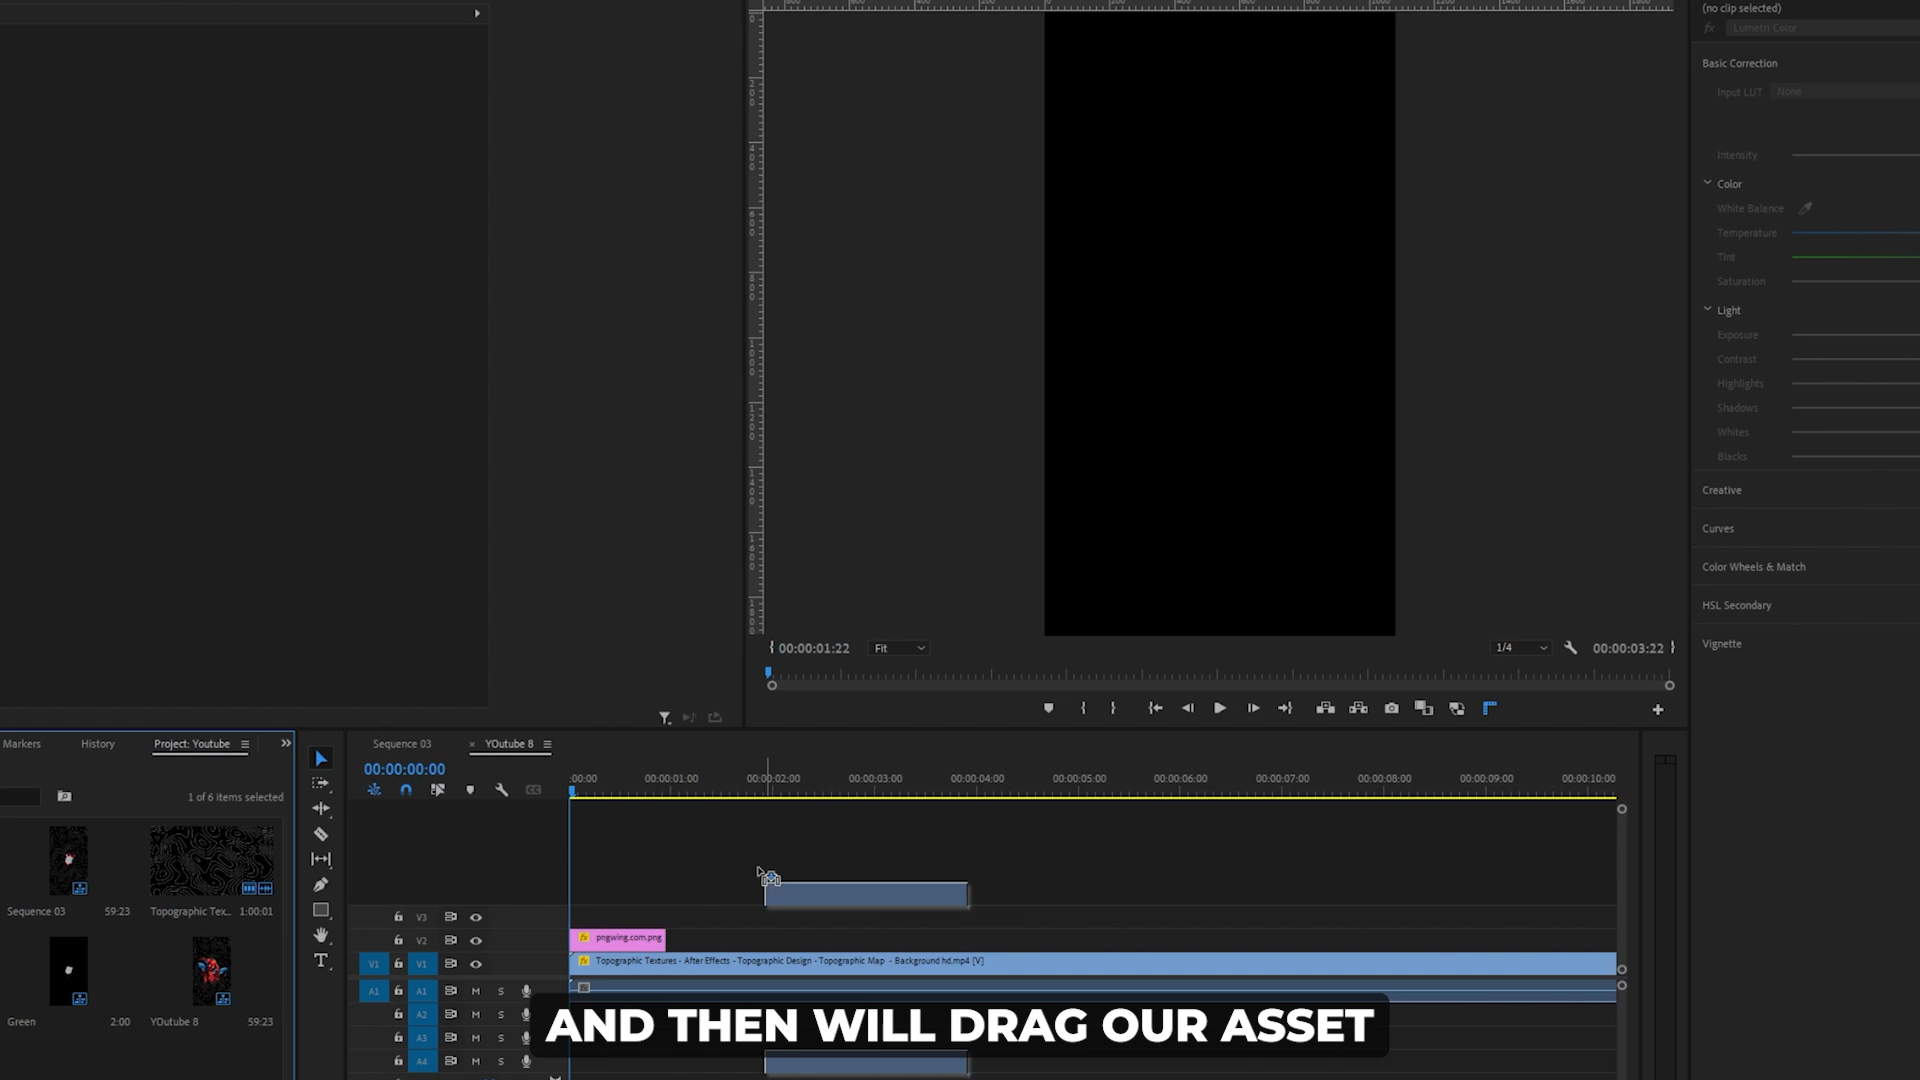 (no clip selected)
fx Lumetri Color
Basic Correction
Input LUT None
Intensity
Color
White Balance
Temperature
Tint
Saturation
Light
Exposure
Contrast
Highlights
Shadows
Whites
Blacks
Creative
Curves
Color Wheels & Match
HSL Secondary
Vignette
00:00:01:22 Fit 1/4 00:00:03:22
Markers History Project: Youtube
1 of 6 items selected
Sequence 03 59:23
Topographic Tex... 1:00:01
Green 2:00
YOutube 8 59:23
Sequence 03 × YOutube 8
00:00:00:00
:00:00 00:00:01:00 00:00:02:00 00:00:03:00 00:00:04:00 00:00:05:00 00:00:06:00 00:00:07:00 00:00:08:00 00:00:09:00 00:00:10:00
V3
V2 fx pngwing.com.png
V1 V1 fx Topographic Textures - After Effects - Topographic Design - Topographic Map - Background hd.mp4 [V]
A1 A1 M S fx
A2 M S
A3 M S
A4 M S
AND THEN WILL DRAG OUR ASSET